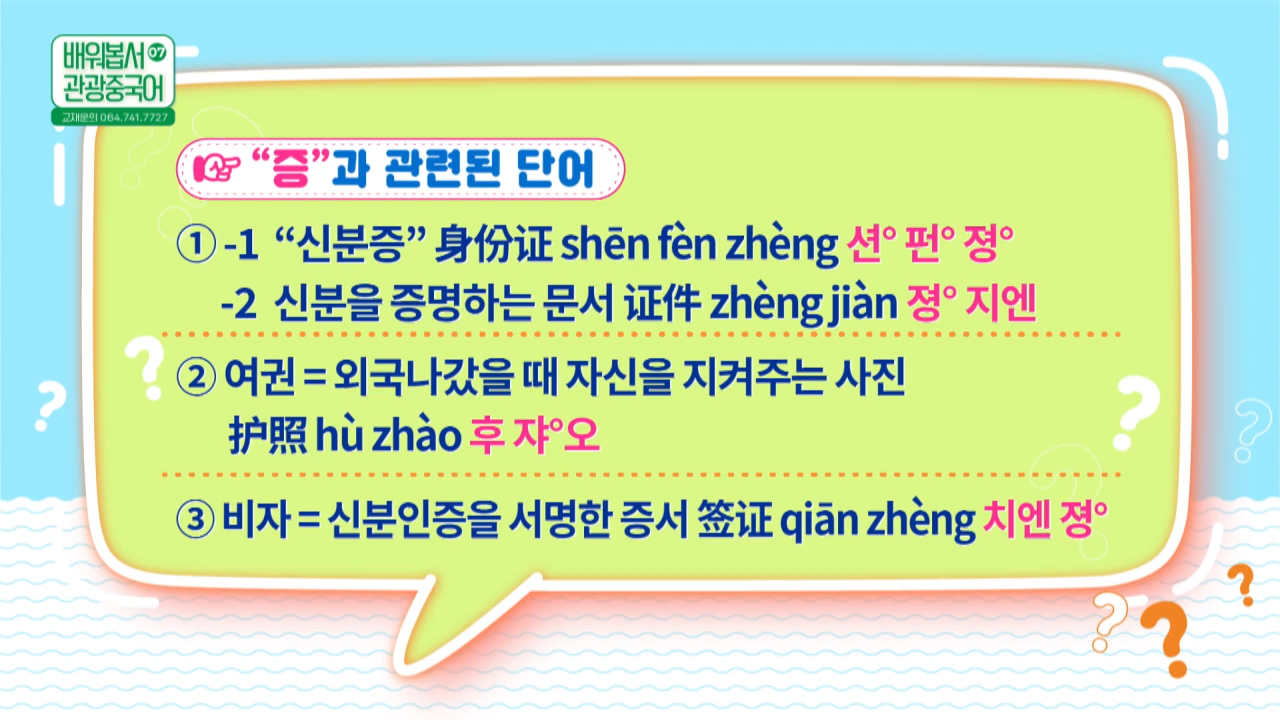 배워봅서 07
관광중국어
교재문의 064.741.7727
“증”과 관련된 단어
① -1 “신분증” 身份证 shēn fèn zhèng 션° 펀° 졍°
-2 신분을 증명하는 문서 证件 zhèng jiàn 졍° 지엔
② 여권 = 외국나갔을 때 자신을 지켜주는 사진
护照 hù zhào 후 쟈°오
③ 비자 = 신분인증을 서명한 증서 签证 qiān zhèng 치엔 졍°